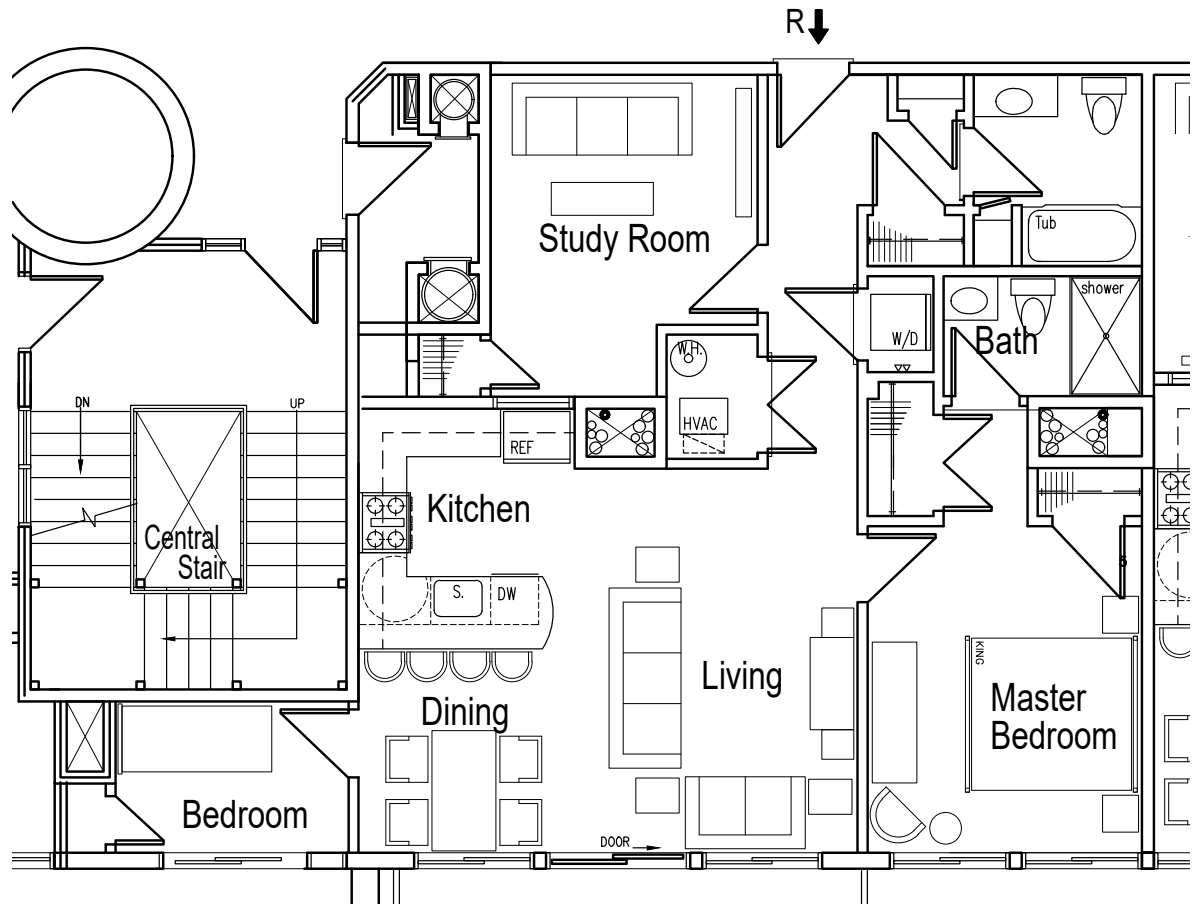 R
Study Room
Tub
shower
W/D
Bath
W.H.
HVAC
DN
UP
REF
Kitchen
Central
Stair
S.
DW
Living
Dining
KING
Master
Bedroom
Bedroom
DOOR